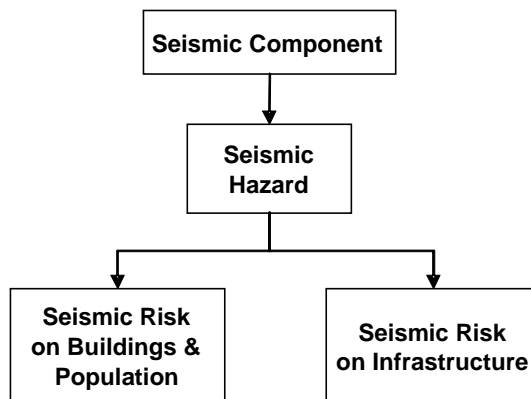 Seismic Component
Seismic
Hazard
Seismic Risk
on Buildings &
Population
Seismic Risk
on Infrastructure